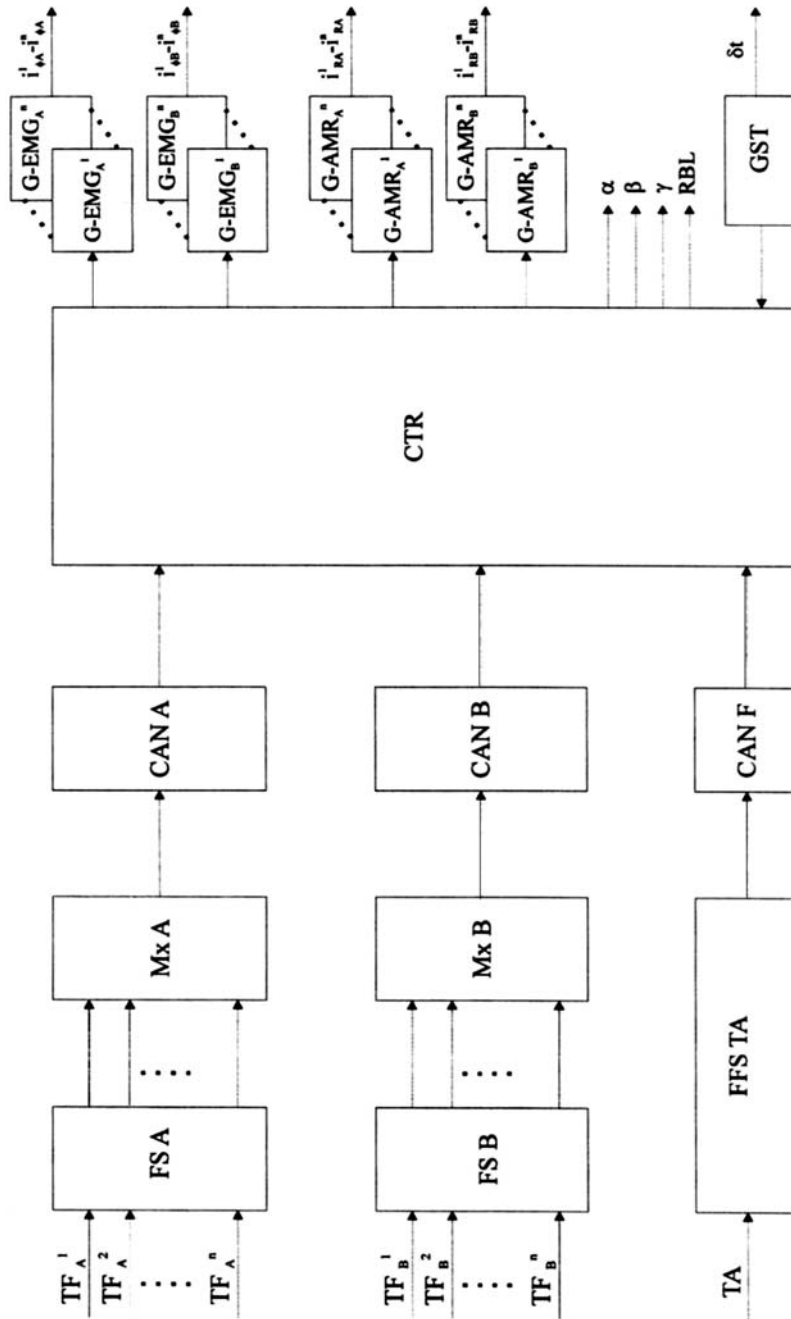 TF_A^1
TF_A^2
TF_A^n
FS A
Mx A
CAN A
TF_B^1
TF_B^2
TF_B^n
FS B
Mx B
CAN B
TA
FFS TA
CAN F
CTR
G-EMG_A^n
G-EMG_A^1
i^1_ϕA-i^n_ϕA
G-EMG_B^n
G-EMG_B^1
i^1_ϕB-i^n_ϕB
G-AMR_A^n
G-AMR_A^1
i^1_RA-i^n_RA
G-AMR_B^n
G-AMR_B^1
i^1_RB-i^n_RB
α
β
γ
RBL
GST
δt